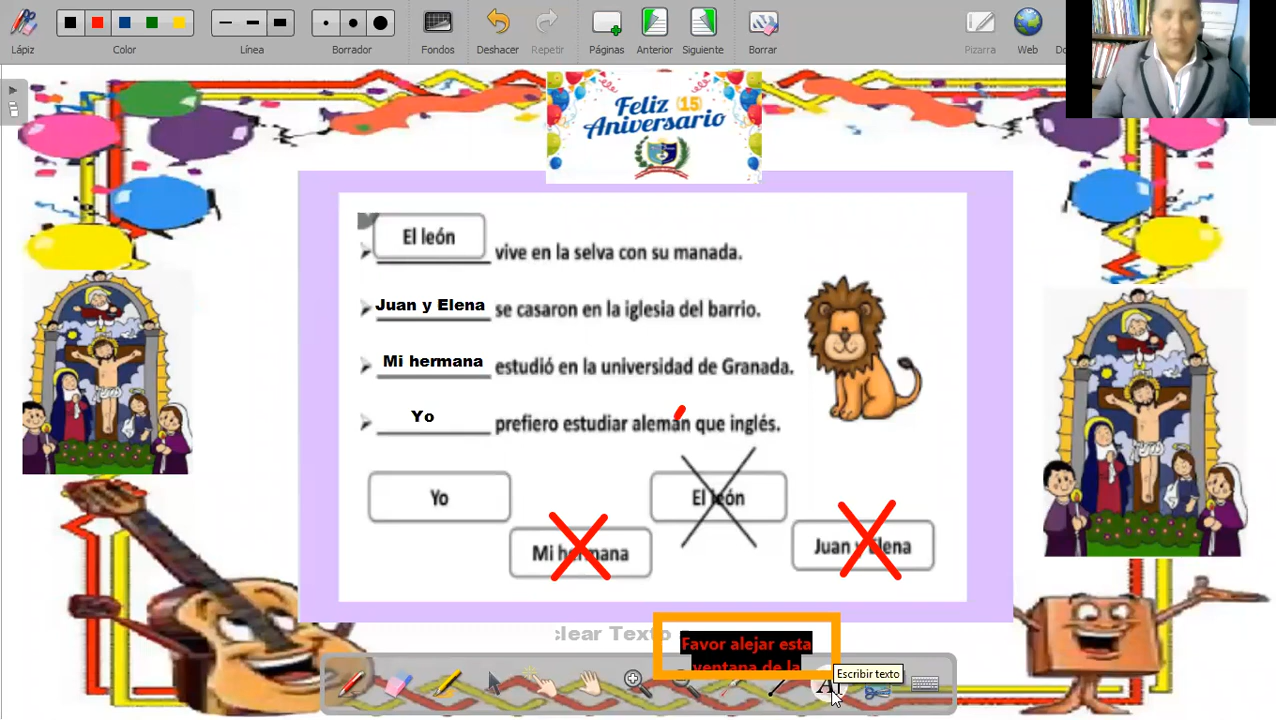 Lápiz
Color
Línea
Borrador
Fondos
Deshacer
Repetir
Páginas
Anterior
Siguiente
Borrar
Pizarra
Web
Feliz 15
Aniversario
El león vive en la selva con su manada.
Juan y Elena se casaron en la iglesia del barrio.
Mi hermana estudió en la universidad de Granada.
Yo prefiero estudiar alemán que inglés.
Yo
El león
Mi hermana
Juan y Elena
Texto
Favor alejar esta
ventana de la
Escribir texto